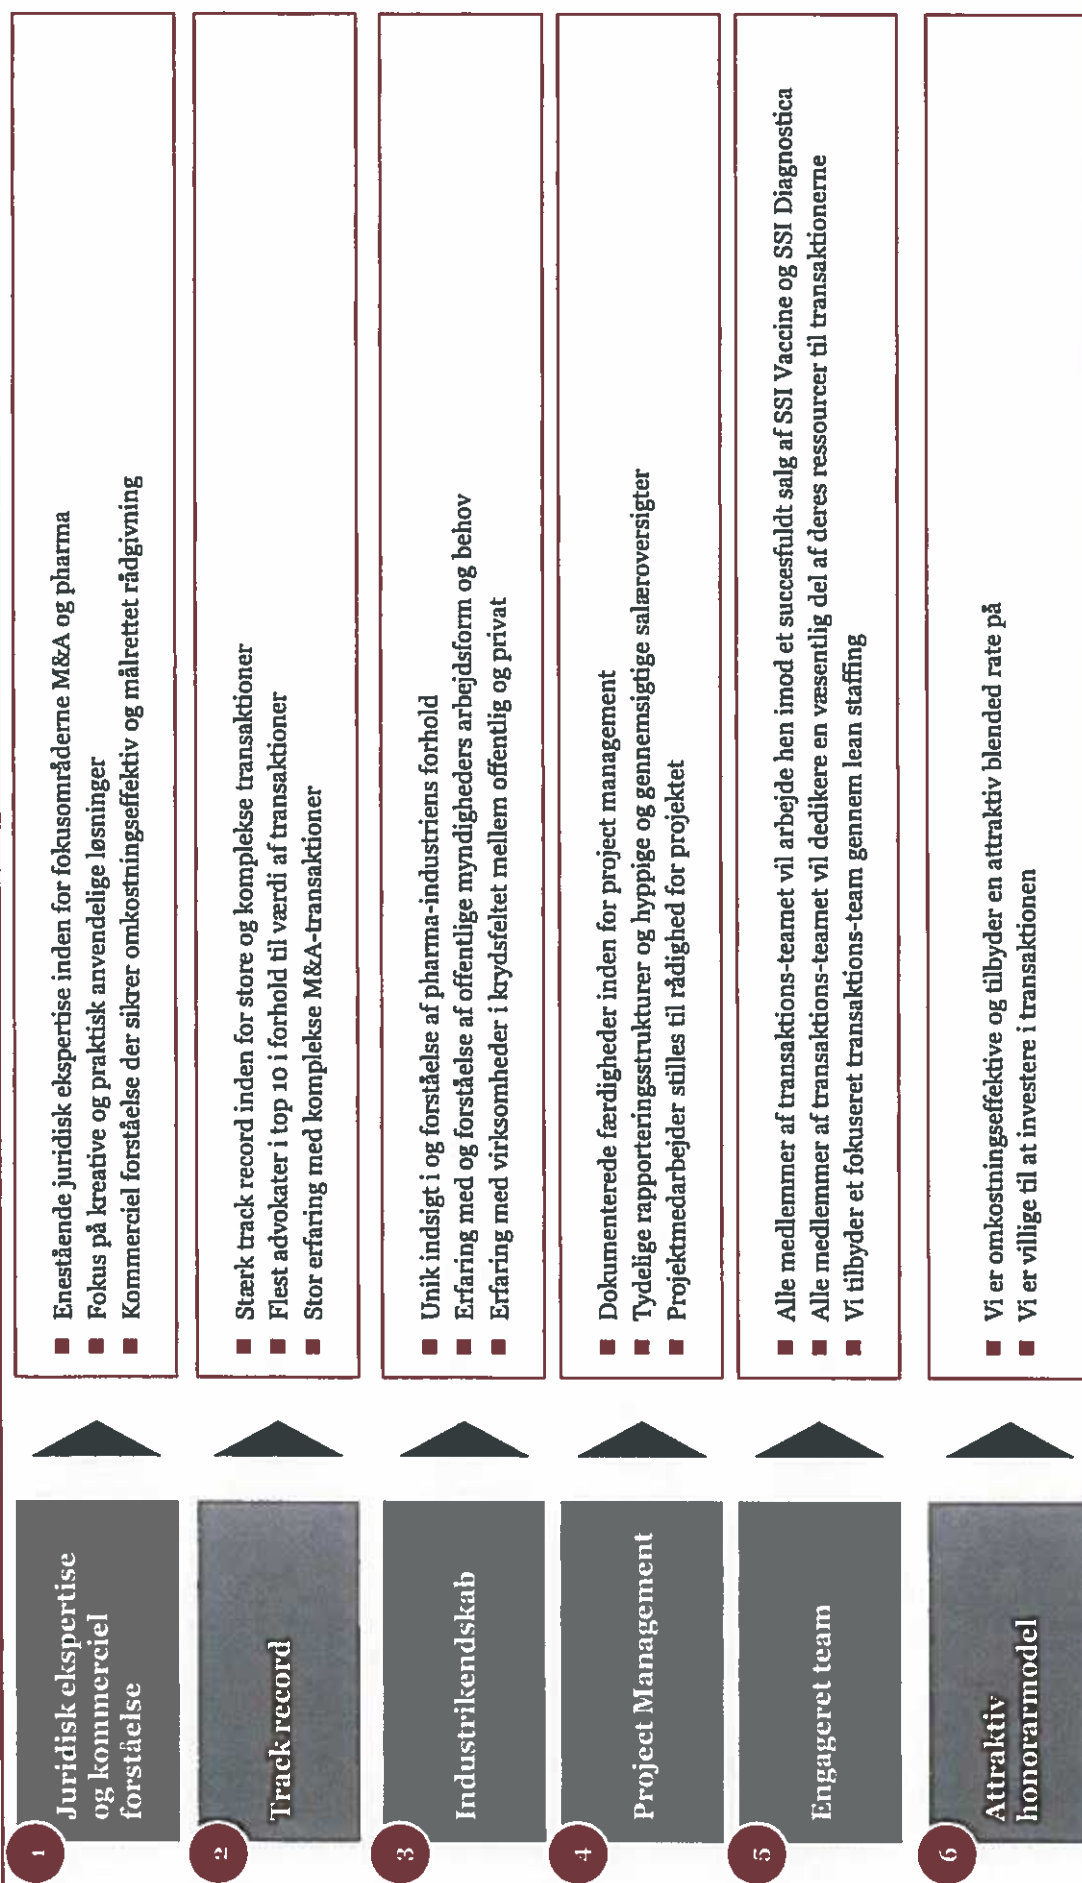 1
Juridisk ekspertise
og kommerciel
forståelse
■ Enestående juridisk ekspertise inden for fokusområderne M&A og pharma
■ Fokus på kreative og praktisk anvendelige løsninger
■ Kommerciel forståelse der sikrer omkostningseffektiv og målrettet rådgivning
2
Track record
■ Stærk track record inden for store og komplekse transaktioner
■ Flest advokater i top 10 i forhold til værdi af transaktioner
■ Stor erfaring med komplekse M&A-transaktioner
3
Industrikendskab
■ Unik indsigt i og forståelse af pharma-industriens forhold
■ Erfaring med og forståelse af offentlige myndigheders arbejdsform og behov
■ Erfaring med virksomheder i krydsfeltet mellem offentlig og privat
4
Project Management
■ Dokumenterede færdigheder inden for project management
■ Tydelige rapporteringsstrukturer og hyppige og gennemsigtige salæroversigter
■ Projektmedarbejder stilles til rådighed for projektet
5
Engageret team
■ Alle medlemmer af transaktions-teamet vil arbejde hen imod et succesfuldt salg af SSI Vaccine og SSI Diagnostica
■ Alle medlemmer af transaktions-teamet vil dedikere en væsentlig del af deres ressourcer til transaktionerne
■ Vi tilbyder et fokuseret transaktions-team gennem lean staffing
6
Attraktiv
honorarmodel
■ Vi er omkostningseffektive og tilbyder en attraktiv blended rate på
■ Vi er villige til at investere i transaktionen